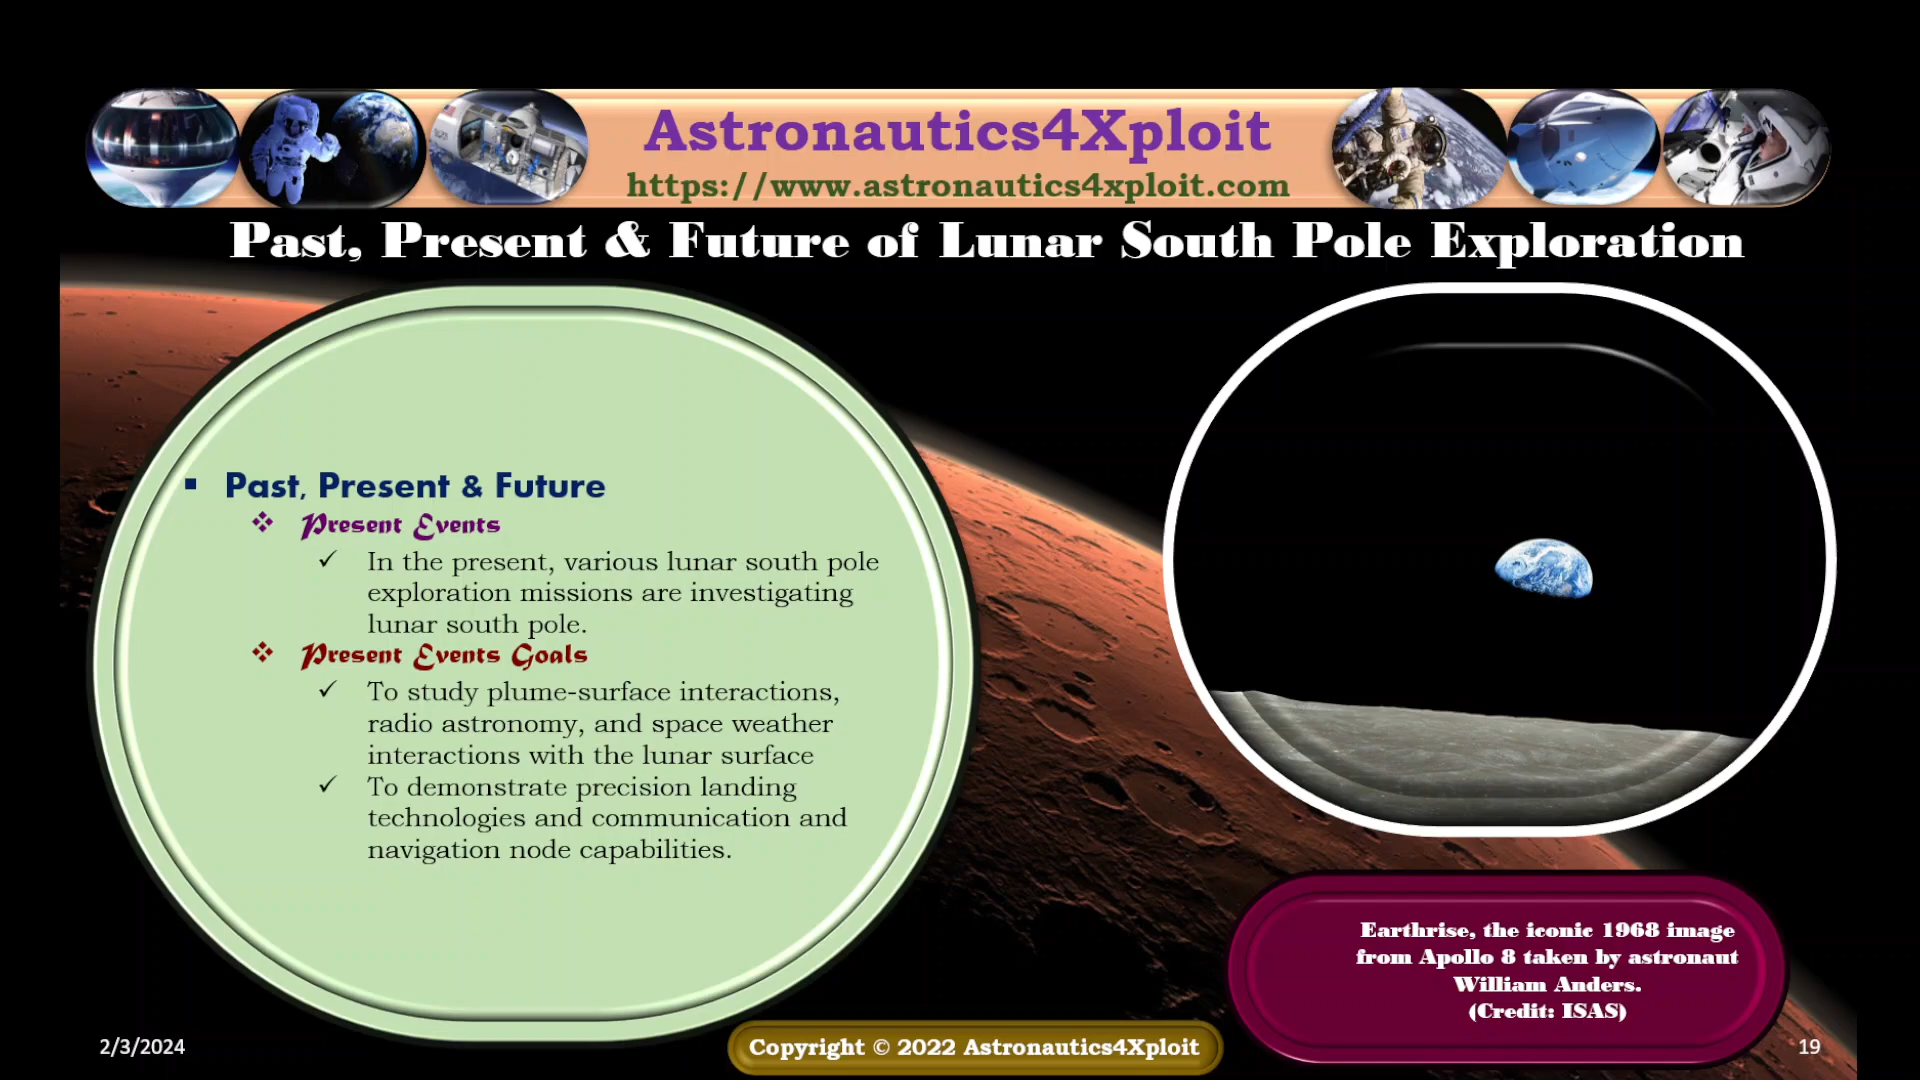 Astronautics4Xploit
https://www.astronautics4xploit.com
Past, Present & Future of Lunar South Pole Exploration
Past, Present & Future
Present Events
In the present, various lunar south pole
exploration missions are investigating
lunar south pole.
Present Events Goals
To study plume-surface interactions,
radio astronomy, and space weather
interactions with the lunar surface
To demonstrate precision landing
technologies and communication and
navigation node capabilities.
Earthrise, the iconic 1968 image
from Apollo 8 taken by astronaut
William Anders.
(Credit: ISAS)
2/3/2024
Copyright © 2022 Astronautics4Xploit
19